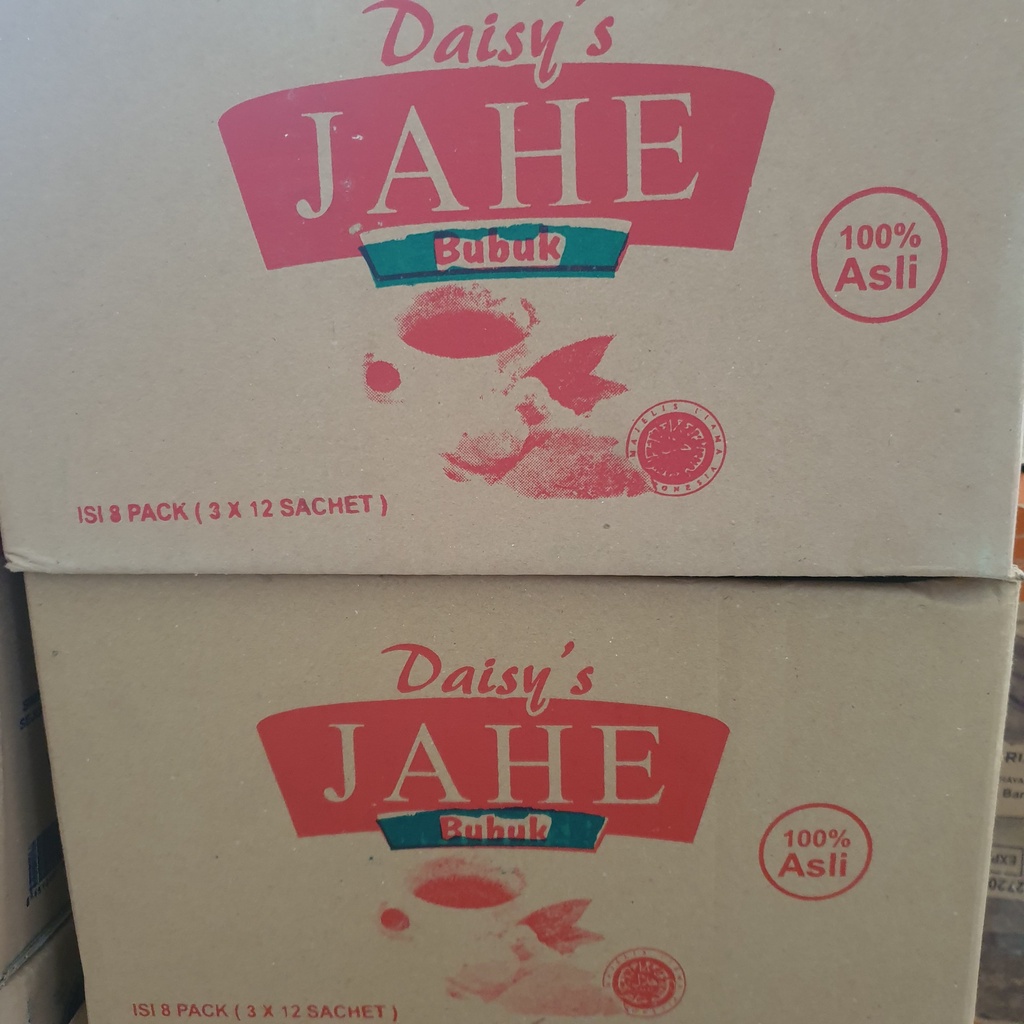 Daisy's
JAHE
Bubuk
100%
Asli
ISI 8 PACK ( 3 X 12 SACHET )
Daisy's
JAHE
Bubuk
100%
Asli
ISI 8 PACK ( 3 X 12 SACHET )
EXP